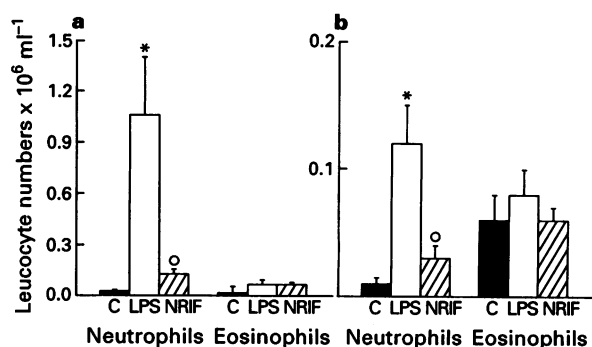 a
b
Leucocyte numbers x 10⁶ ml⁻¹
1.5
1.2
0.9
0.6
0.3
0.0
0.2
0.1
*
o
*
o
C LPS NRIF C LPS NRIF
Neutrophils Eosinophils
C LPS NRIF C LPS NRIF
Neutrophils Eosinophils